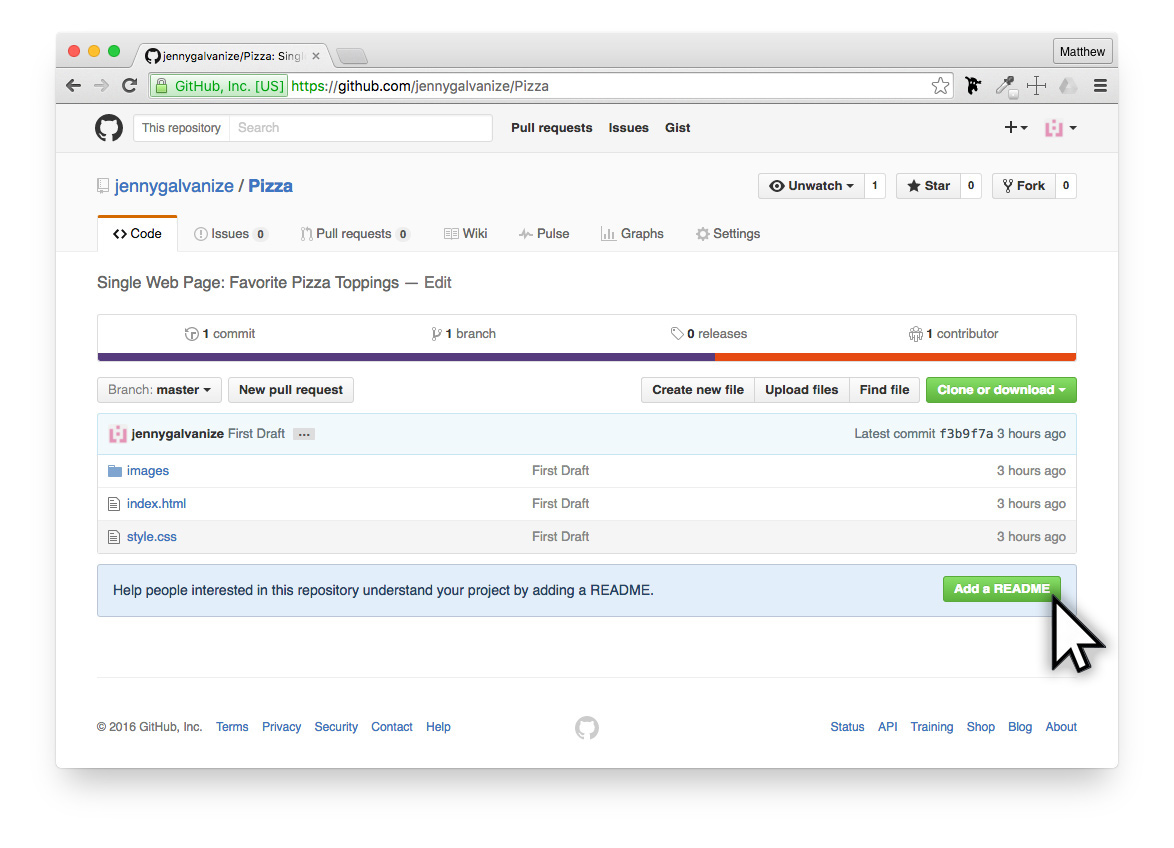 jennygalvanize/Pizza: Singl
Matthew
GitHub, Inc. [US] https://github.com/jennygalvanize/Pizza
This repository Search Pull requests Issues Gist
jennygalvanize / Pizza Unwatch 1 Star 0 Fork 0
Code Issues 0 Pull requests 0 Wiki Pulse Graphs Settings
Single Web Page: Favorite Pizza Toppings — Edit
1 commit 1 branch 0 releases 1 contributor
Branch: master New pull request Create new file Upload files Find file Clone or download
jennygalvanize First Draft ... Latest commit f3b9f7a 3 hours ago
images First Draft 3 hours ago
index.html First Draft 3 hours ago
style.css First Draft 3 hours ago
Help people interested in this repository understand your project by adding a README. Add a README
© 2016 GitHub, Inc. Terms Privacy Security Contact Help Status API Training Shop Blog About